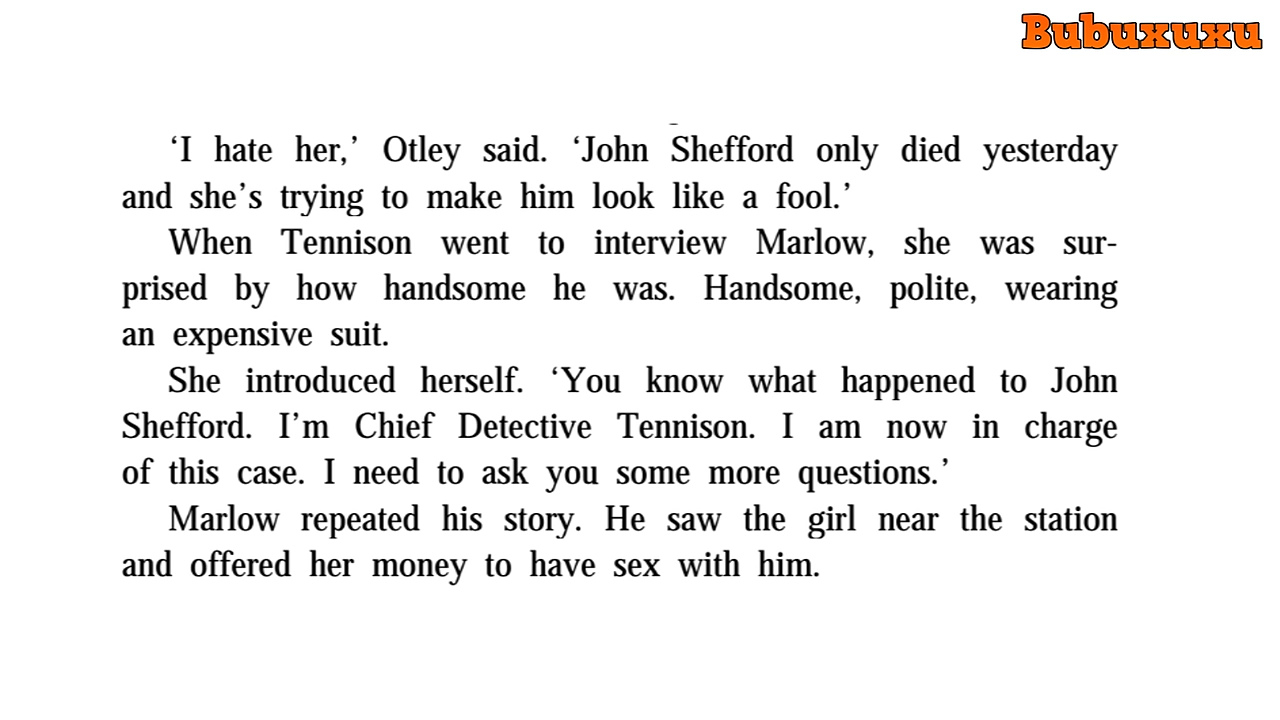 Bubuxuxu
‘I hate her,’ Otley said. ‘John Shefford only died yesterday
and she’s trying to make him look like a fool.’
When Tennison went to interview Marlow, she was sur-
prised by how handsome he was. Handsome, polite, wearing
an expensive suit.
She introduced herself. ‘You know what happened to John
Shefford. I’m Chief Detective Tennison. I am now in charge
of this case. I need to ask you some more questions.’
Marlow repeated his story. He saw the girl near the station
and offered her money to have sex with him.